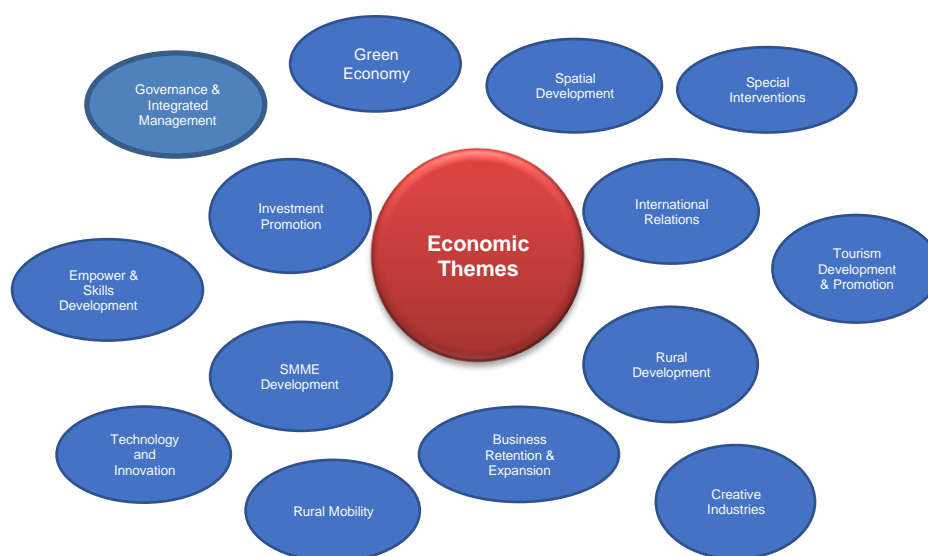 Green
Economy
Governance &
Integrated
Management
Spatial
Development
Special
Interventions
Investment
Promotion
International
Relations
Economic
Themes
Tourism
Development
& Promotion
Empower &
Skills
Development
SMME
Development
Rural
Development
Technology
and
Innovation
Business
Retention &
Expansion
Rural Mobility
Creative
Industries